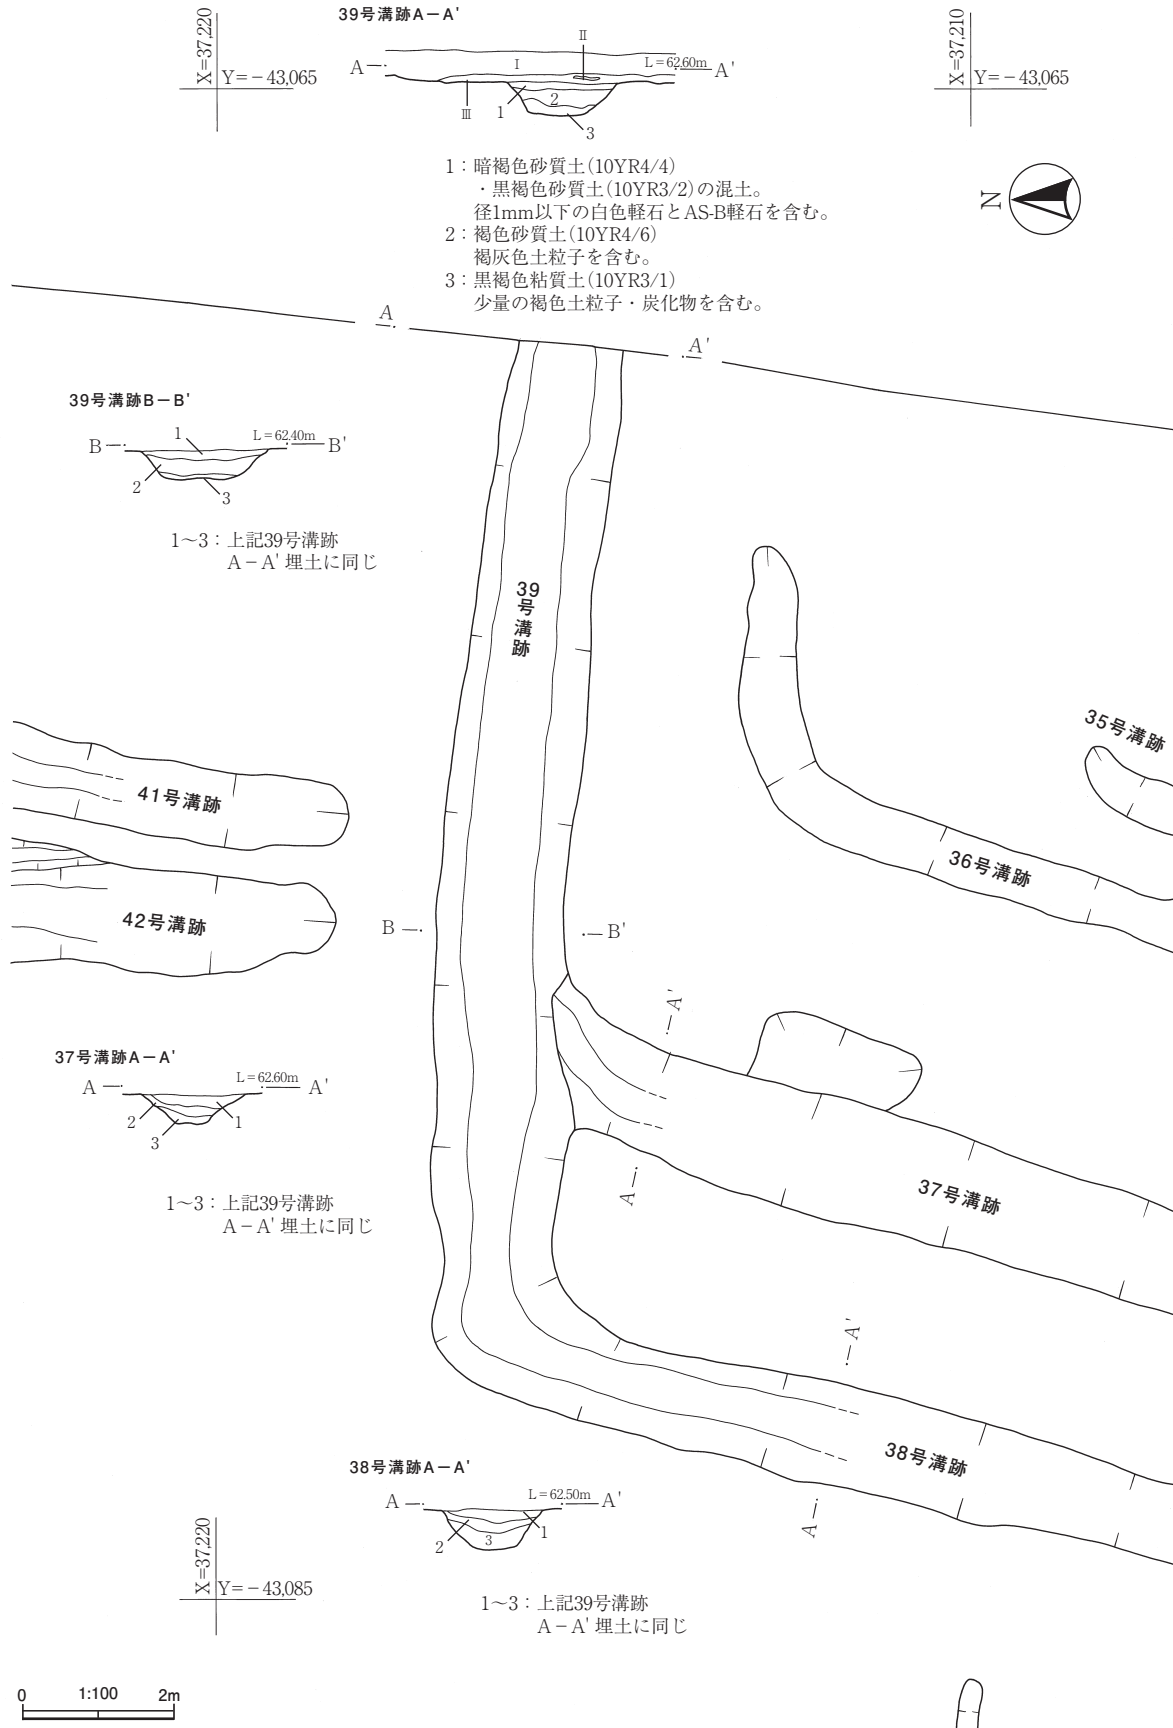 39号溝跡A－A'
X=37,220
Y=－43,065
X=37,210
Y=－43,065
A
I
II
L=62.60m
A'
III
1
2
3
1：暗褐色砂質土(10YR4/4)
・黒褐色砂質土(10YR3/2)の混土。
径1mm以下の白色軽石とAS-B軽石を含む。
2：褐色砂質土(10YR4/6)
褐灰色土粒子を含む。
3：黒褐色粘質土(10YR3/1)
少量の褐色土粒子・炭化物を含む。
N
A
A'
39号溝跡B－B'
B
1
L=62.40m
B'
2
3
1～3：上記39号溝跡
A－A' 埋土に同じ
39号溝跡
35号溝跡
41号溝跡
36号溝跡
42号溝跡
B
B'
A'
37号溝跡A－A'
A
L=62.60m
A'
2
1
3
A
37号溝跡
1～3：上記39号溝跡
A－A' 埋土に同じ
A'
38号溝跡
38号溝跡A－A'
A
L=62.50m
A'
2
3
1
A
X=37,220
Y=－43,085
1～3：上記39号溝跡
A－A' 埋土に同じ
0
1:100
2m